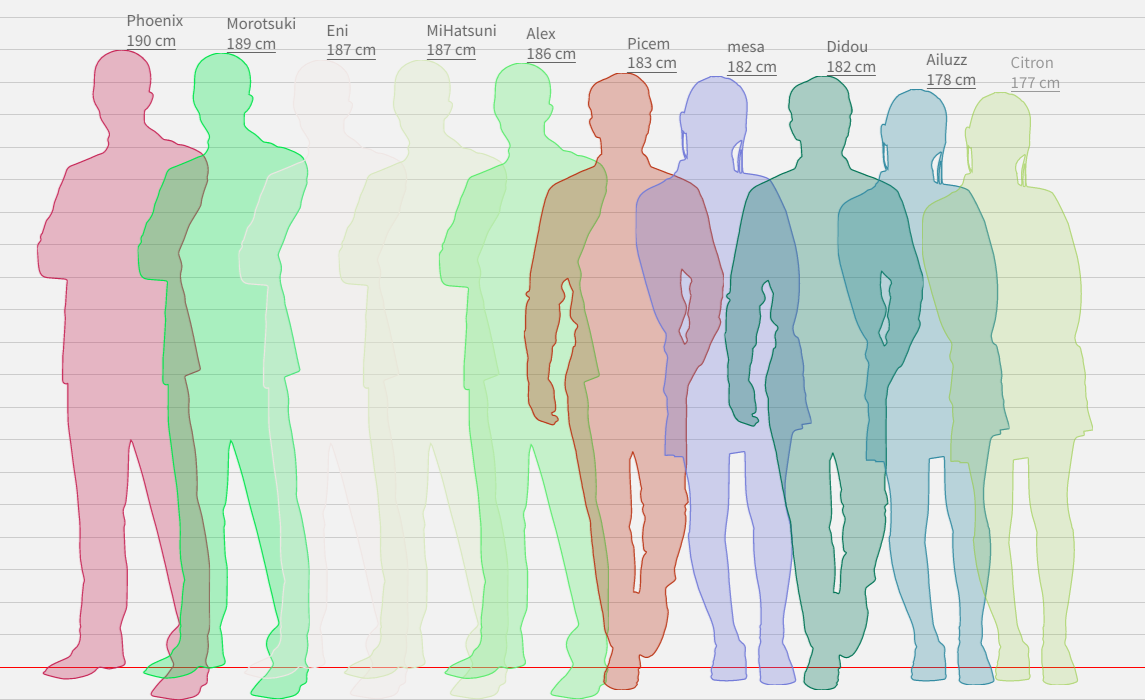 Phoenix
190 cm
Morotsuki
189 cm
Eni
187 cm
MiHatsuni
187 cm
Alex
186 cm
Picem
183 cm
mesa
182 cm
Didou
182 cm
Ailuzz
178 cm
Citron
177 cm